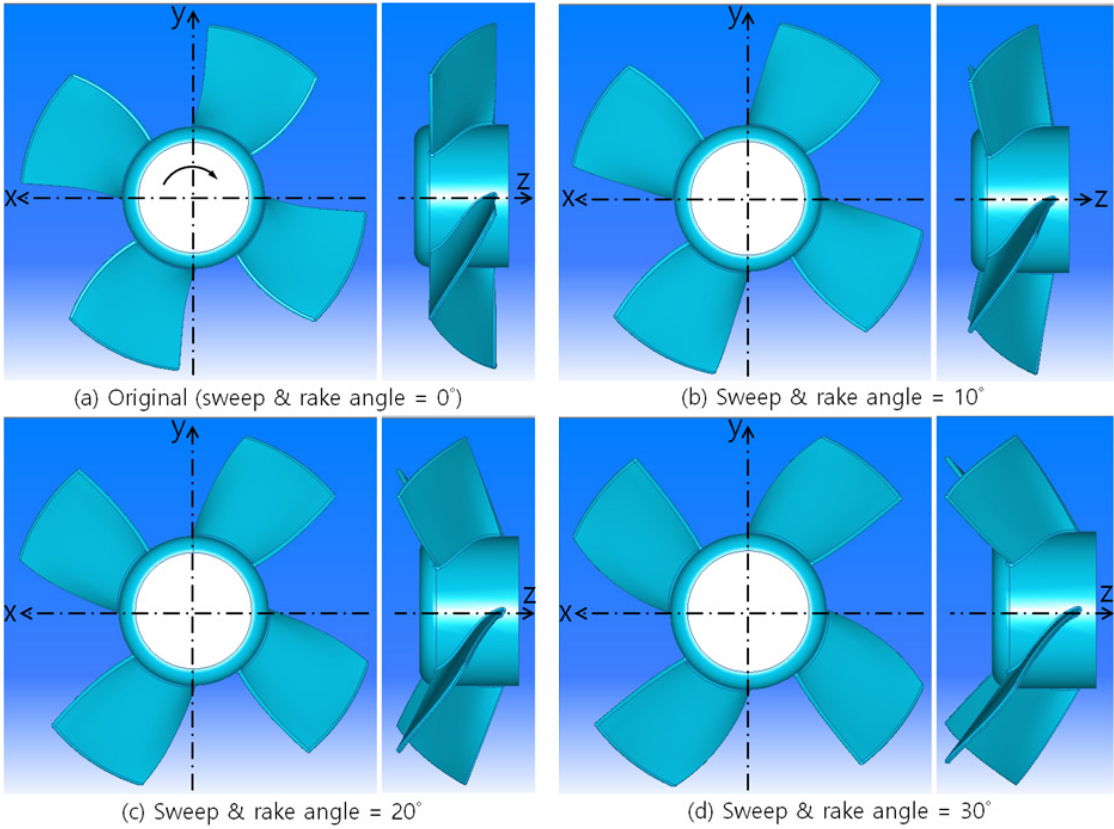 y
x
z
(a) Original (sweep & rake angle = 0°)
y
x
z
(b) Sweep & rake angle = 10°
y
x
z
(c) Sweep & rake angle = 20°
y
x
z
(d) Sweep & rake angle = 30°